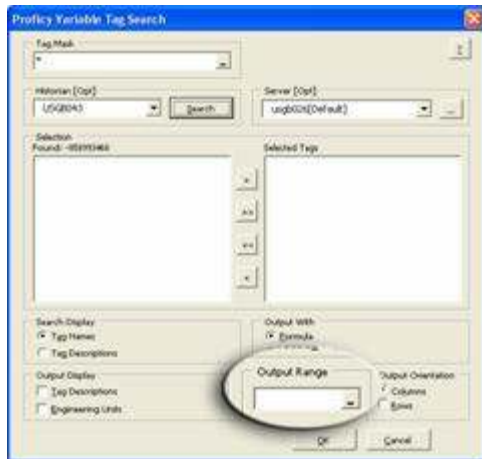 Proficy Variable Tag Search
Tag Mask
*
Historian [Opt]
Search
Server [Opt]
usgb026[Default]
Selection
Found:
Selected Tags
>
>>
<<
<
Search Display
Tag Names
Tag Descriptions
Output With
Formula
Output Display
Tag Descriptions
Engineering Units
Output Range
Output Orientation
Columns
Rows
OK
Cancel